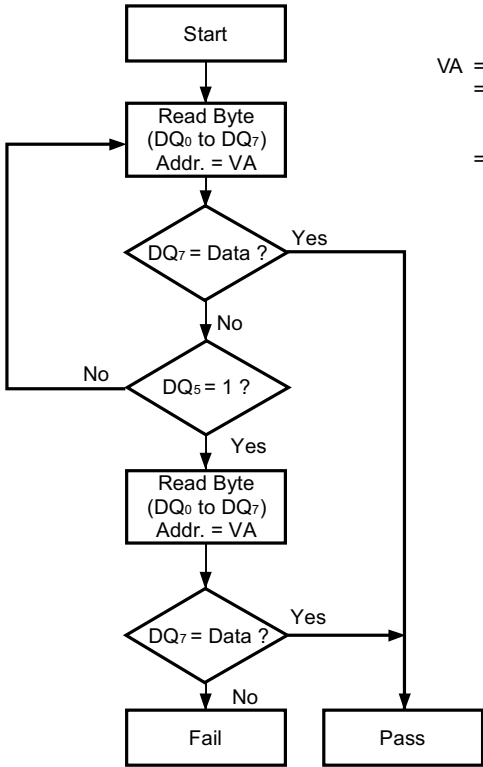 Start
VA =
=
=
Read Byte
(DQ0 to DQ7)
Addr. = VA
DQ7 = Data ?
Yes
No
DQ5 = 1 ?
No
Yes
Read Byte
(DQ0 to DQ7)
Addr. = VA
DQ7 = Data ?
Yes
No
Fail
Pass